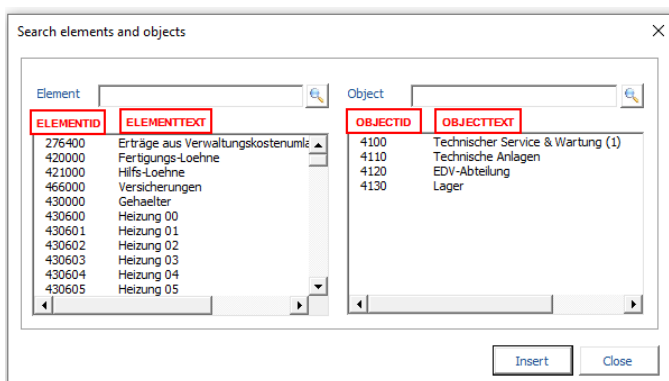 Search elements and objects
Element
Object
ELEMENTID ELEMENTTEXT
OBJECTID OBJECTTEXT
276400 Erträge aus Verwaltungskostenumla
420000 Fertigungs-Loehne
421000 Hilfs-Loehne
466000 Versicherungen
430000 Gehaelter
430600 Heizung 00
430601 Heizung 01
430602 Heizung 02
430603 Heizung 03
430604 Heizung 04
430605 Heizung 05
4100 Technischer Service & Wartung (1)
4110 Technische Anlagen
4120 EDV-Abteilung
4130 Lager
Insert
Close